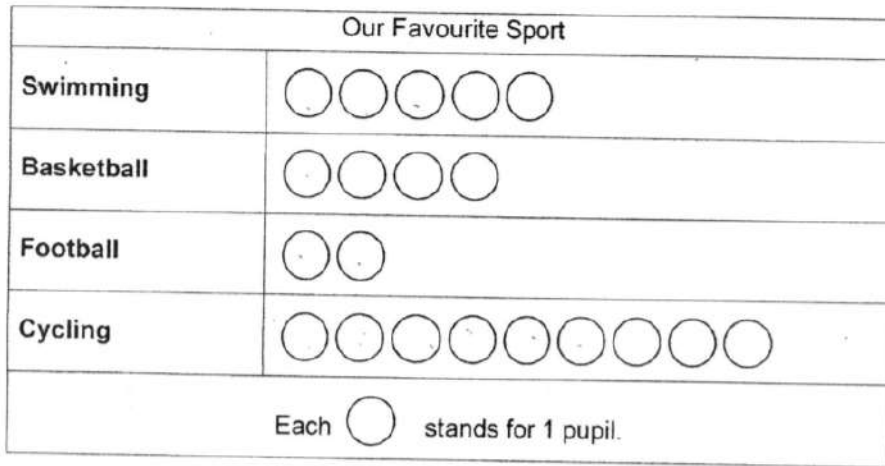 Our Favourite Sport
Swimming
Basketball
Football
Cycling
Each stands for 1 pupil.